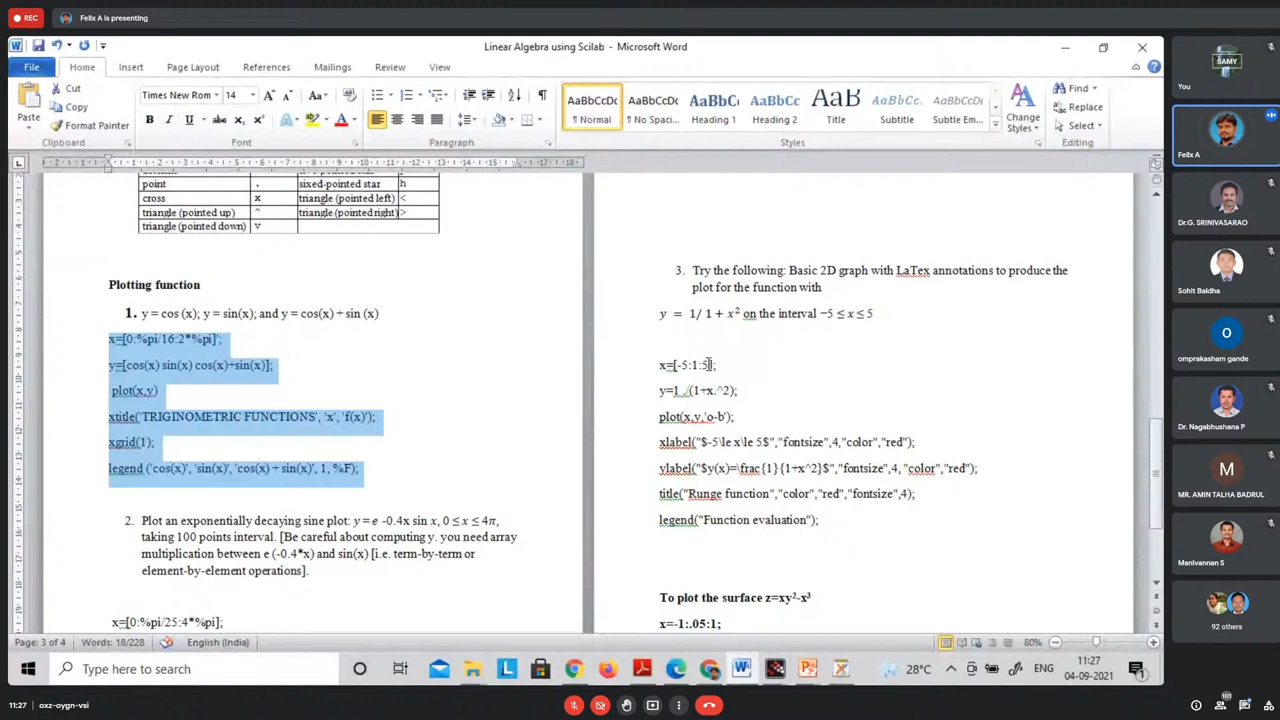 REC
Felix A is presenting
Linear Algebra using Scilab - Microsoft Word
File Home Insert Page Layout References Mailings Review View
Paste
Cut
Copy
Format Painter
Times New Rom 14
AaBbCcDc AaBbCcDc AaBbC AaBbCc AaB AaBbCc. AaBbCcDc
¶ Normal ¶ No Spaci... Heading 1 Heading 2 Title Subtitle Subtle Em...
Change Styles
Find
Replace
Select
Clipboard Font Paragraph Styles Editing
point . sixed-pointed star h
cross x triangle (pointed left) <
triangle (pointed up) ^ triangle (pointed right) >
triangle (pointed down) v
Plotting function
1. y = cos (x); y = sin(x); and y = cos(x) + sin (x)
x=[0:%pi/16:2*%pi]';
y=[cos(x) sin(x) cos(x)+sin(x)];
plot(x,y)
xtitle('TRIGINOMETRIC FUNCTIONS', 'x', 'f(x)');
xgrid(1);
legend ('cos(x)', 'sin(x)', 'cos(x) + sin(x)', 1, %F);
2. Plot an exponentially decaying sine plot: y = e -0.4x sin x, 0 ≤ x ≤ 4π,
taking 100 points interval. [Be careful about computing y. you need array
multiplication between e (-0.4*x) and sin(x) [i.e. term-by-term or
element-by-element operations].
x=[0:%pi/25:4*%pi];
3. Try the following: Basic 2D graph with LaTex annotations to produce the
plot for the function with
y = 1/ 1 + x² on the interval −5 ≤ x ≤ 5
x=[-5:1:5];
y=1 ./(1+x.^2);
plot(x,y,'o-b');
xlabel("$-5\le x\le 5$","fontsize",4,"color","red");
ylabel("$y(x)=\frac{1}{1+x^2}$","fontsize",4, "color","red");
title("Runge function","color","red","fontsize",4);
legend("Function evaluation");
To plot the surface z=xy²-x³
x=-1:.05:1;
Page: 3 of 4 Words: 18/228 English (India) 80%
Type here to search
28°C
ENG
11:27
04-09-2021
SAMY
You
Felix A
Dr.G. SRINIVASARAO
Sohit Baldha
O
omprakasham gande
Dr. Nagabhushana P
M
MR. AMIN TALHA BADRUL
Manivannan S
92 others
11:27 oxz-oygn-vsi
101